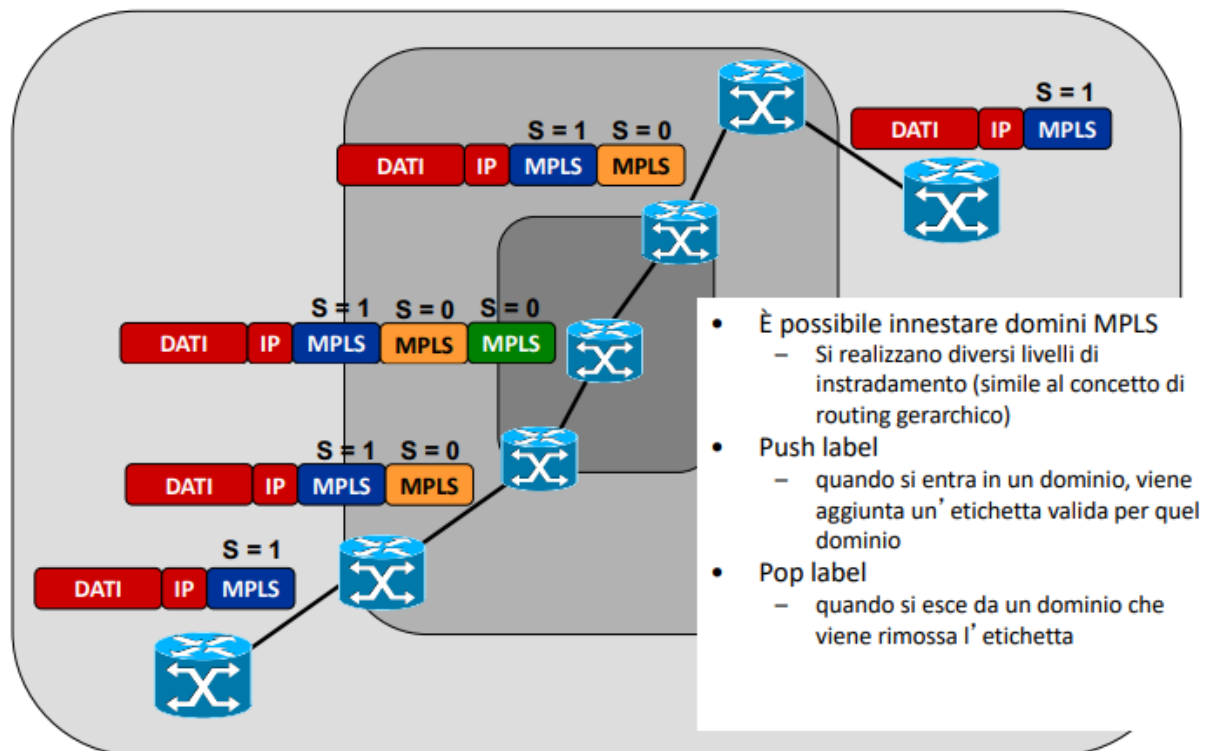 S = 1
DATI IP MPLS
S = 1 S = 0
DATI IP MPLS MPLS
S = 1 S = 0 S = 0
DATI IP MPLS MPLS MPLS
S = 1 S = 0
DATI IP MPLS MPLS
S = 1
DATI IP MPLS
• È possibile innestare domini MPLS
– Si realizzano diversi livelli di
instradamento (simile al concetto di
routing gerarchico)
• Push label
– quando si entra in un dominio, viene
aggiunta un' etichetta valida per quel
dominio
• Pop label
– quando si esce da un dominio che
viene rimossa l' etichetta